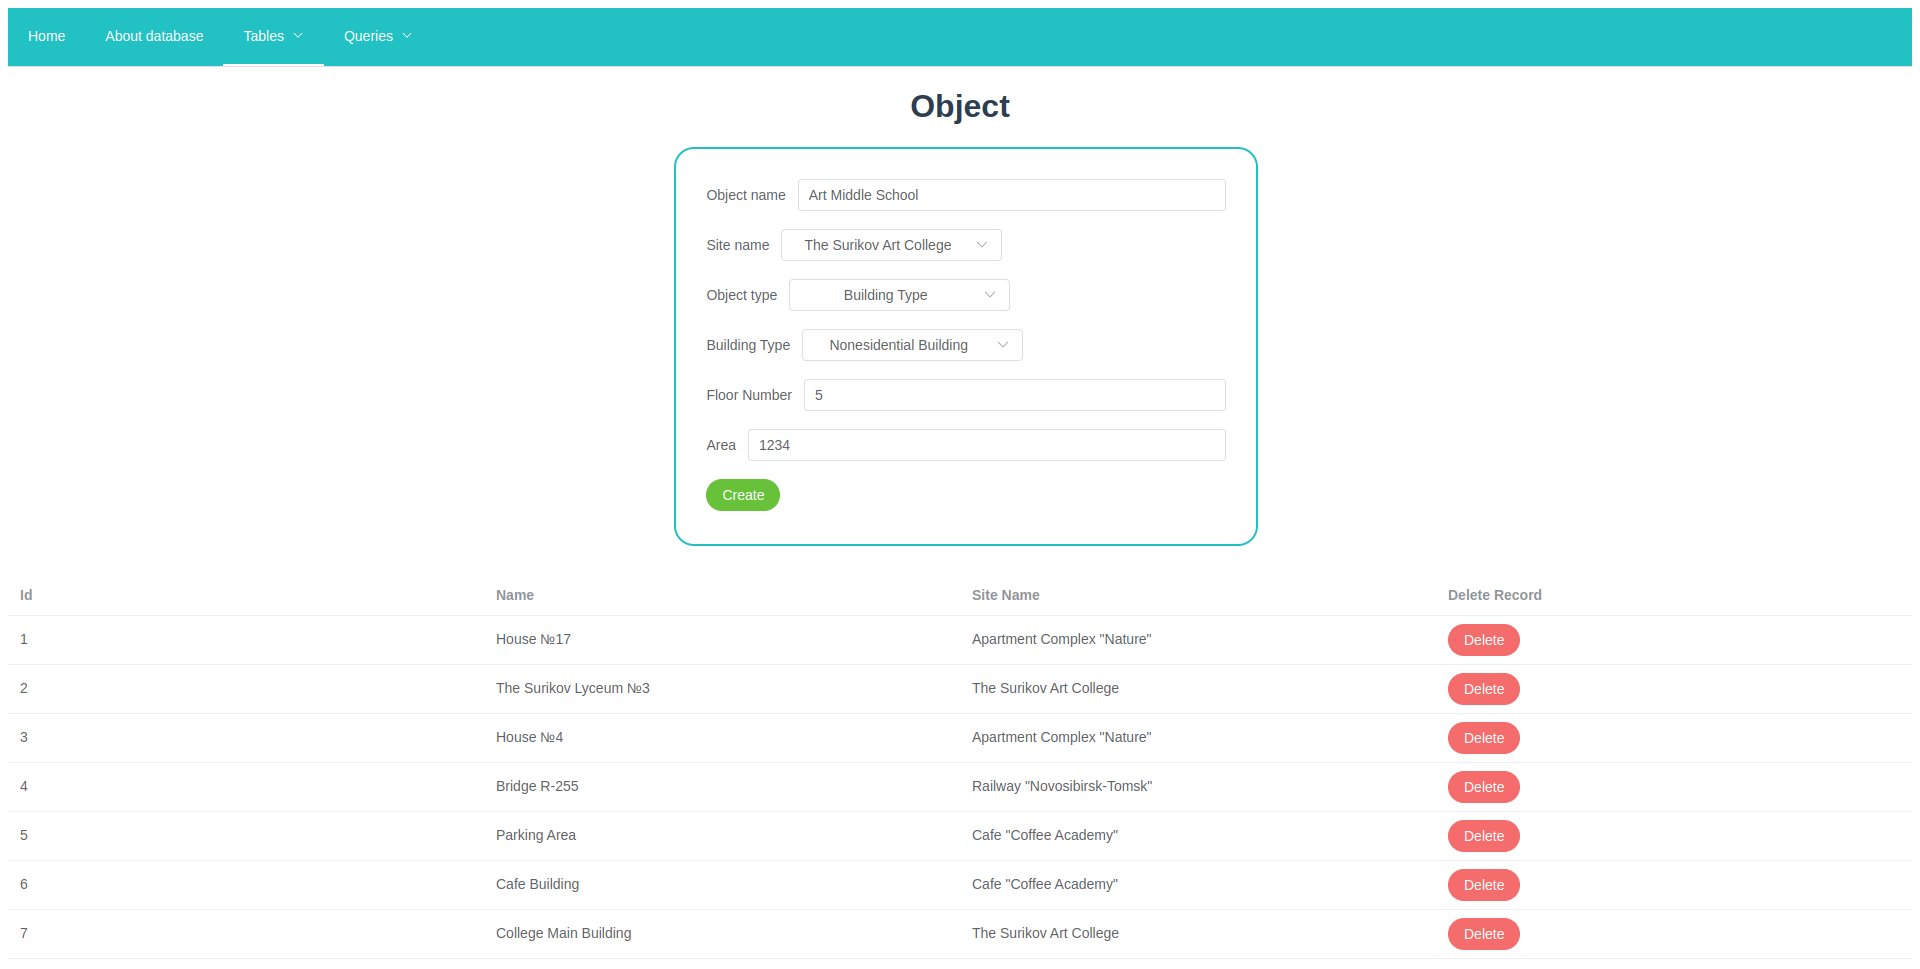 Home About database Tables Queries
Object
Object name Art Middle School
Site name The Surikov Art College
Object type Building Type
Building Type Nonesidential Building
Floor Number 5
Area 1234
Create
Id Name Site Name Delete Record
1 House №17 Apartment Complex "Nature" Delete
2 The Surikov Lyceum №3 The Surikov Art College Delete
3 House №4 Apartment Complex "Nature" Delete
4 Bridge R-255 Railway "Novosibirsk-Tomsk" Delete
5 Parking Area Cafe "Coffee Academy" Delete
6 Cafe Building Cafe "Coffee Academy" Delete
7 College Main Building The Surikov Art College Delete